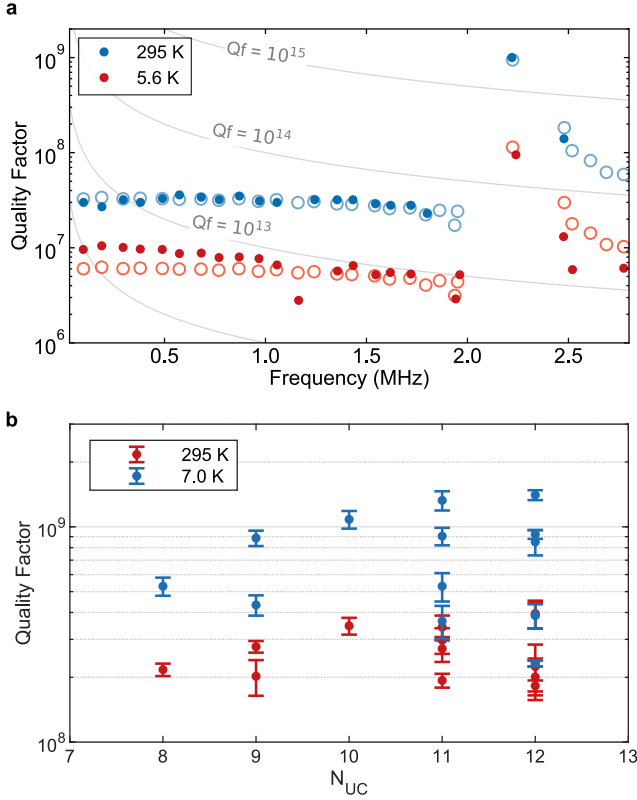 a
10^9
10^8
10^7
10^6
Quality Factor
295 K
5.6 K
Qf = 10^15
Qf = 10^14
Qf = 10^13
0.5
1.0
1.5
2.0
2.5
Frequency (MHz)
b
295 K
7.0 K
10^9
10^8
Quality Factor
7
8
9
10
11
12
13
N_UC